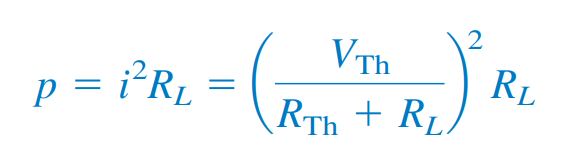 p = i²R_L = (V_Th / (R_Th + R_L))² R_L